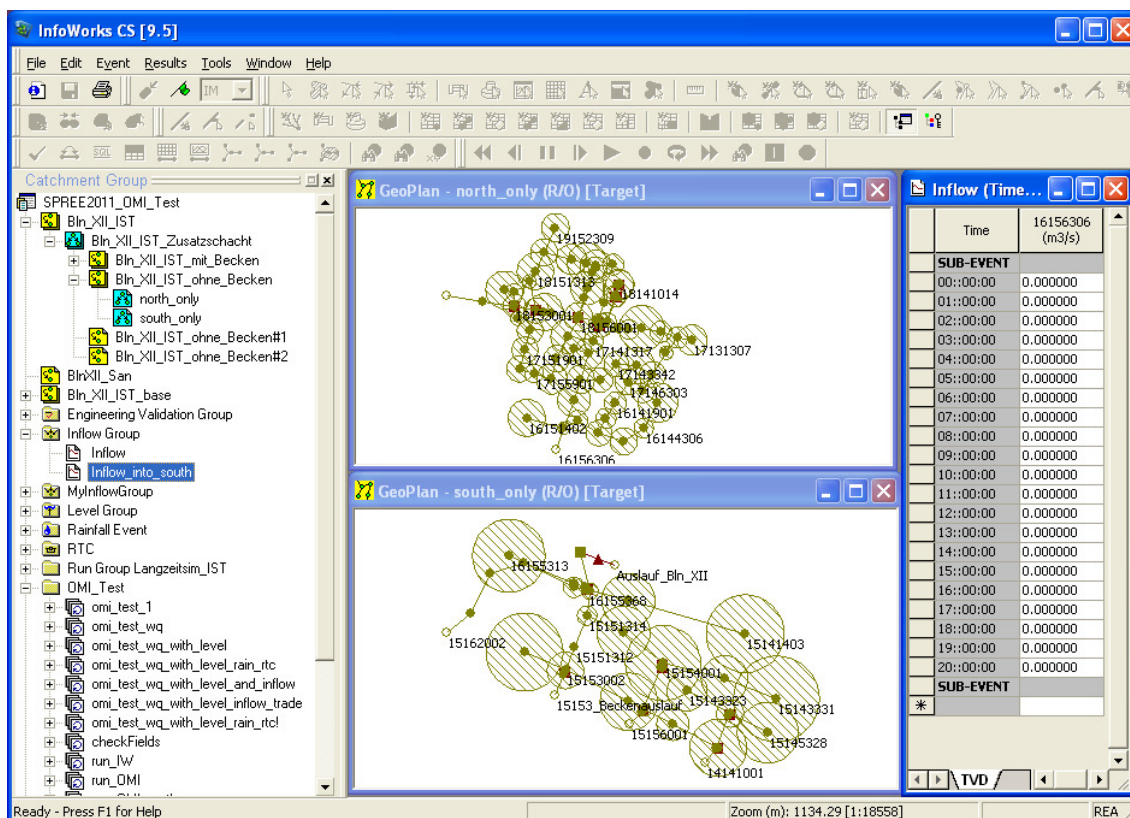 InfoWorks CS [9.5]
File Edit Event Results Tools Window Help
IM
SQL
Catchment Group
SPREE2011_OMI_Test
Bln_XII_IST
Bln_XII_IST_Zusatzschacht
Bln_XII_IST_mit_Becken
Bln_XII_IST_ohne_Becken
north_only
south_only
Bln_XII_IST_ohne_Becken#1
Bln_XII_IST_ohne_Becken#2
BlnXII_San
Bln_XII_IST_base
Engineering Validation Group
Inflow Group
Inflow
Inflow_into_south
MyInflowGroup
Level Group
Rainfall Event
RTC
Run Group Langzeitsim_IST
OMI_Test
omi_test_1
omi_test_wq
omi_test_wq_with_level
omi_test_wq_with_level_rain_rtc
omi_test_wq_with_level_and_inflow
omi_test_wq_with_level_inflow_trade
omi_test_wq_with_level_rain_rtc!
checkFields
run_IW
run_OMI
GeoPlan - north_only (R/O) [Target]
19152309
18151313
18141014
18153001
18156001
17151901
17141317
17131307
17155901
17143342
17146303
16141901
16151402
16144306
16156306
GeoPlan - south_only (R/O) [Target]
16155313
Auslauf_Bln_XII
16155368
15162002
15151314
15141403
15151312
15154001
15153002
15143323
15153_Beckenauslauf
15143331
15156001
15145328
14141001
Inflow (Time...
Time 16156306 (m3/s)
SUB-EVENT
00::00:00 0.000000
01::00:00 0.000000
02::00:00 0.000000
03::00:00 0.000000
04::00:00 0.000000
05::00:00 0.000000
06::00:00 0.000000
07::00:00 0.000000
08::00:00 0.000000
09::00:00 0.000000
10::00:00 0.000000
11::00:00 0.000000
12::00:00 0.000000
13::00:00 0.000000
14::00:00 0.000000
15::00:00 0.000000
16::00:00 0.000000
17::00:00 0.000000
18::00:00 0.000000
19::00:00 0.000000
20::00:00 0.000000
SUB-EVENT
*
TVD
Ready - Press F1 for Help Zoom (m): 1134.29 [1:18558] REA